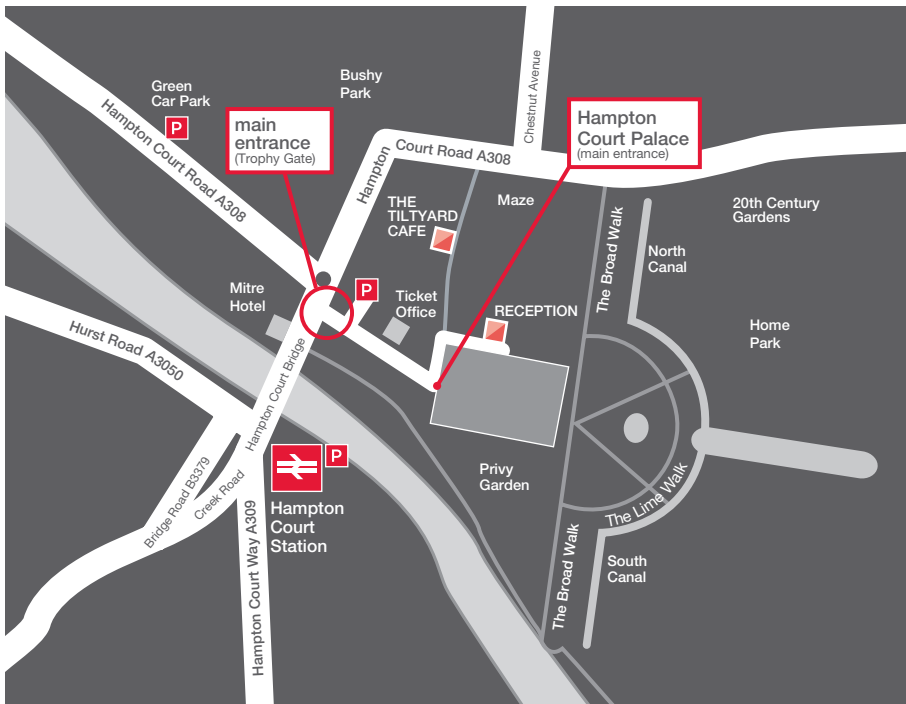 Green
Car Park
P
Bushy
Park
Chestnut Avenue
main
entrance
(Trophy Gate)
Hampton
Court Palace
(main entrance)
Hampton Court Road A308
Hampton
Court Road A308
THE
TILTYARD
CAFE
Maze
20th Century
Gardens
The Broad Walk
North
Canal
Mitre
Hotel
P
Ticket
Office
RECEPTION
Home
Park
Hurst Road A3050
Hampton Court Bridge
P
Hampton
Court
Station
Bridge Road B3379
Creek Road
Hampton Court Way A309
Privy
Garden
The Lime Walk
The Broad Walk
South
Canal